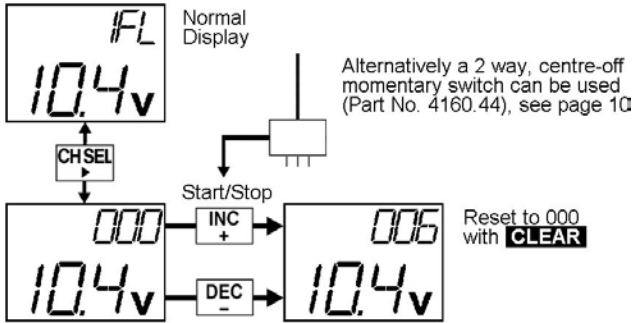 1FL
10.4v
Normal
Display
Alternatively a 2 way, centre-off
momentary switch can be used
(Part No. 4160.44), see page 10
CH SEL
Start/Stop
000
10.4v
INC
+
DEC
–
006
10.4v
Reset to 000
with CLEAR